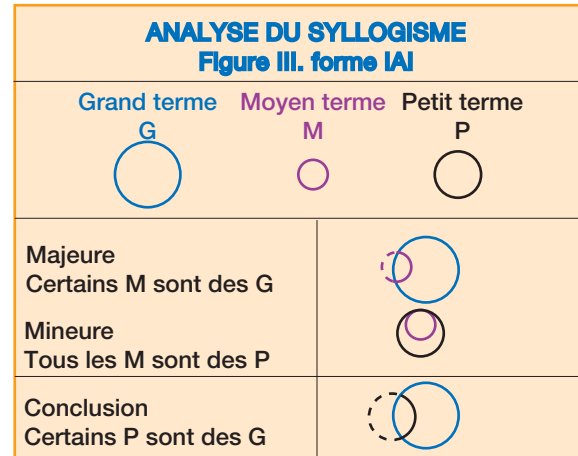 ANALYSE DU SYLLOGISME
Figure III. forme IAI
Grand terme Moyen terme Petit terme
G M P
Majeure
Certains M sont des G
Mineure
Tous les M sont des P
Conclusion
Certains P sont des G